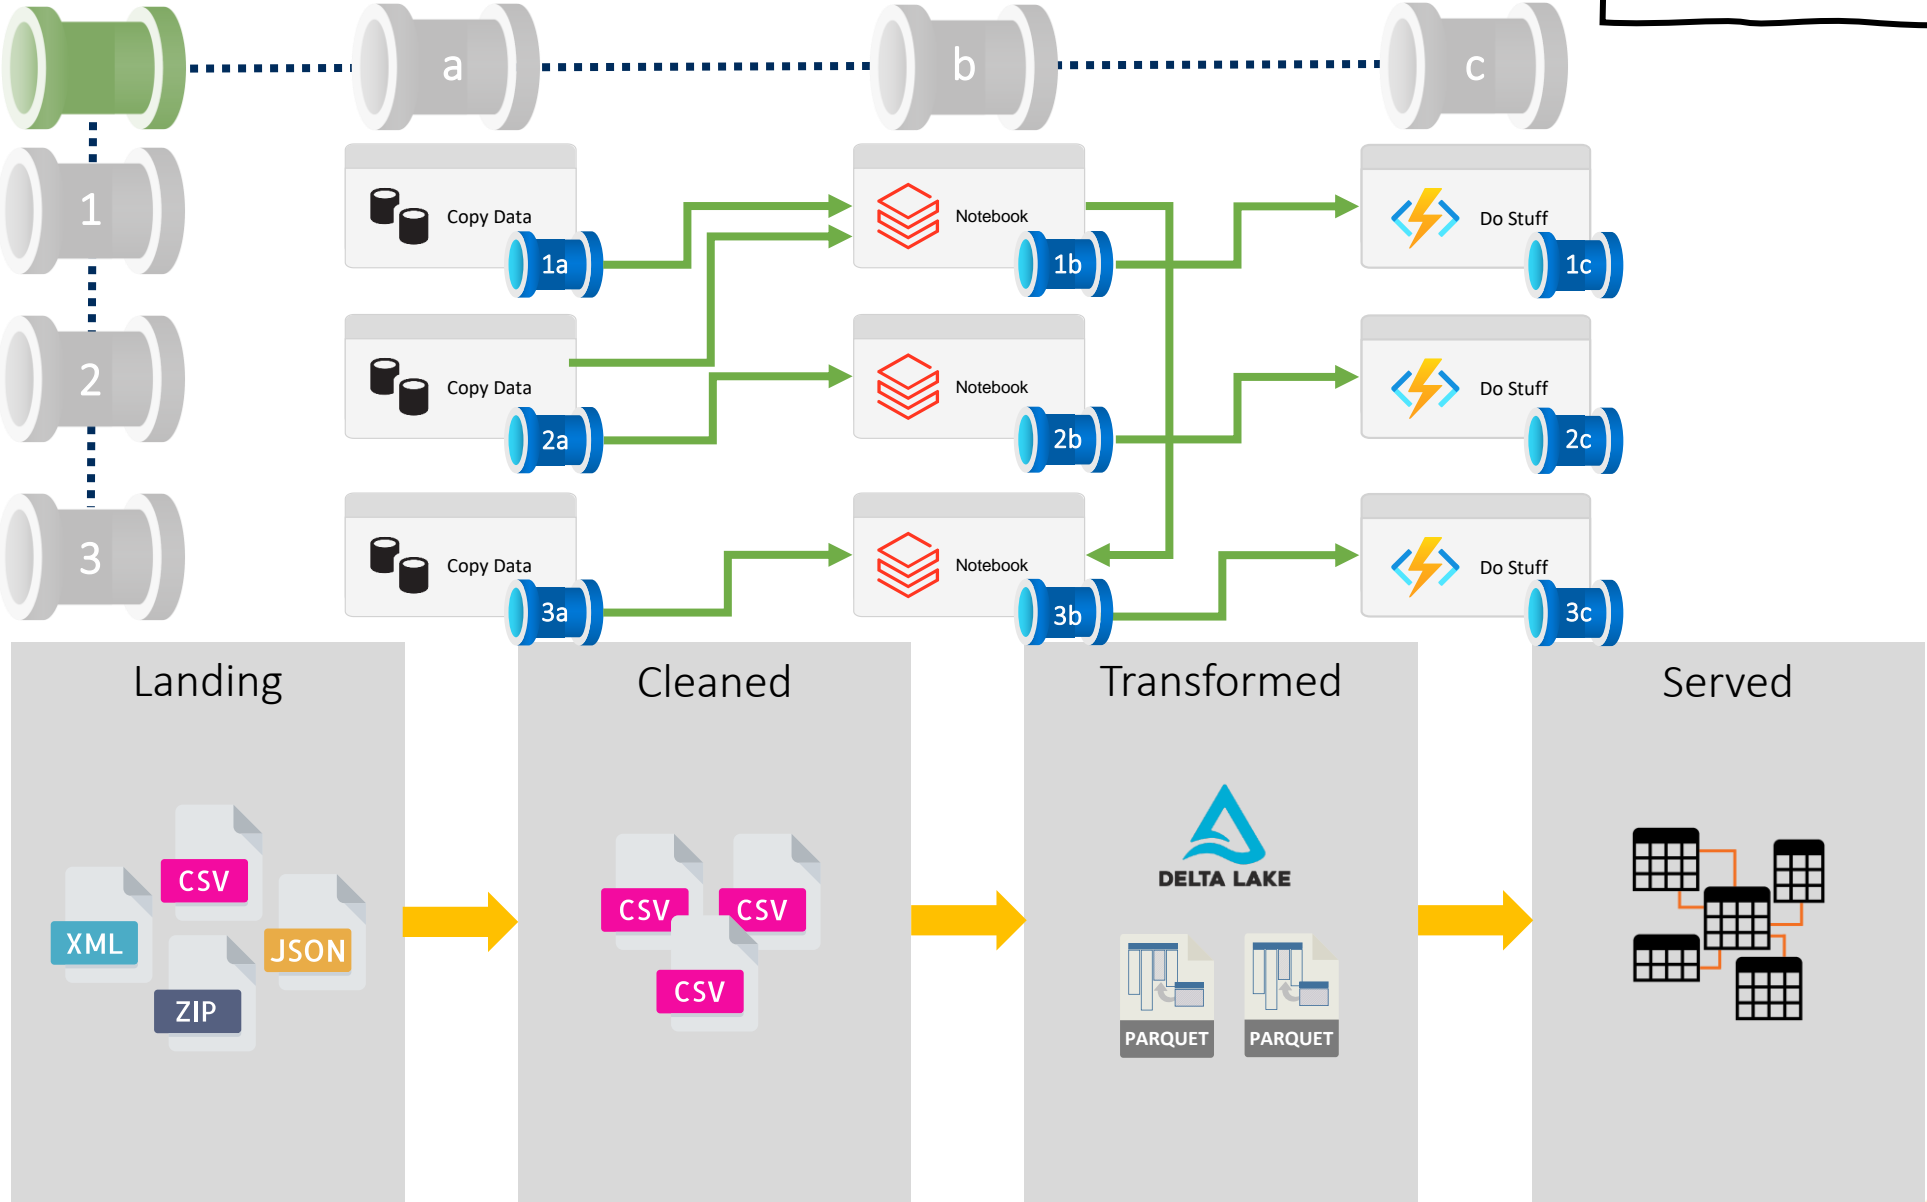 a
b
c
1
Copy Data
1a
Notebook
1b
Do Stuff
1c
2
Copy Data
2a
Notebook
2b
Do Stuff
2c
3
Copy Data
3a
Notebook
3b
Do Stuff
3c
Landing
CSV
XML
JSON
ZIP
Cleaned
CSV
CSV
CSV
Transformed
DELTA LAKE
PARQUET
PARQUET
Served